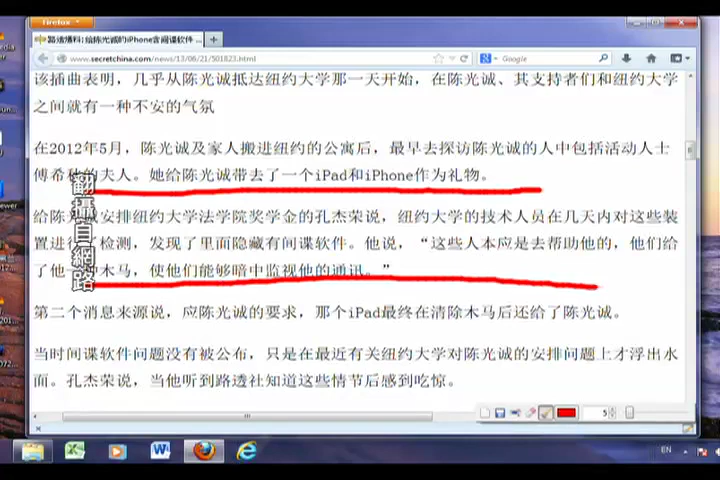 Firefox
路透爆料:给陈光诚的iPhone含间谍软件 ...
www.secretchina.com/news/13/06/21/501823.html
Google
该插曲表明，几乎从陈光诚抵达纽约大学那一天开始，在陈光诚、其支持者们和纽约大学
之间就有一种不安的气氛
在2012年5月，陈光诚及家人搬进纽约的公寓后，最早去探访陈光诚的人中包括活动人士
傅希秋的夫人。她给陈光诚带去了一个iPad和iPhone作为礼物。
给陈光诚安排纽约大学法学院奖学金的孔杰荣说，纽约大学的技术人员在几天内对这些装
置进行了检测，发现了里面隐藏有间谍软件。他说，“这些人本应是去帮助他的，他们给
了他一个木马，使他们能够暗中监视他的通讯。”
第二个消息来源说，应陈光诚的要求，那个iPad最终在清除木马后还给了陈光诚。
当时间谍软件问题没有被公布，只是在最近有关纽约大学对陈光诚的安排问题上才浮出水
面。孔杰荣说，当他听到路透社知道这些情节后感到吃惊。
翻攝自網路
5
EN